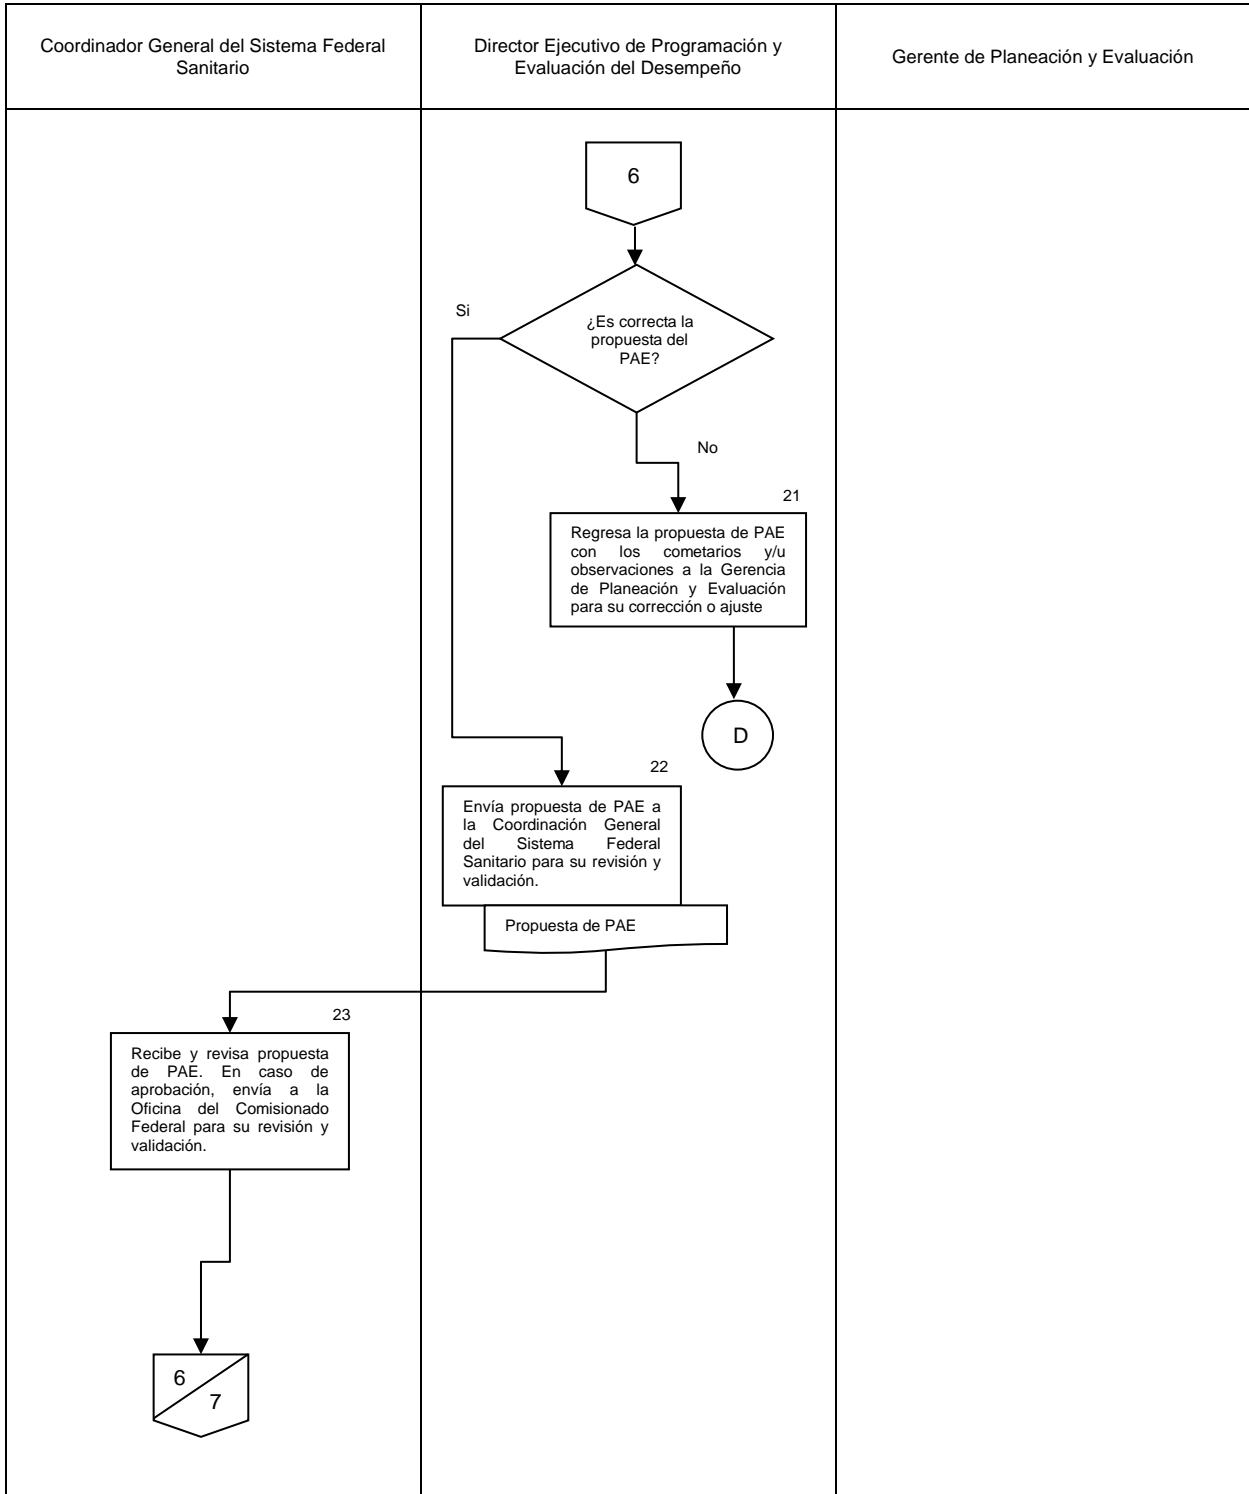 Coordinador General del Sistema Federal
Sanitario
Director Ejecutivo de Programación y
Evaluación del Desempeño
Gerente de Planeación y Evaluación
6
¿Es correcta la
propuesta del
PAE?
Si
No
21
Regresa la propuesta de PAE
con los cometarios y/u
observaciones a la Gerencia
de Planeación y Evaluación
para su corrección o ajuste
D
22
Envía propuesta de PAE a
la Coordinación General
del Sistema Federal
Sanitario para su revisión y
validación.
Propuesta de PAE
23
Recibe y revisa propuesta
de PAE. En caso de
aprobación, envía a la
Oficina del Comisionado
Federal para su revisión y
validación.
6
7